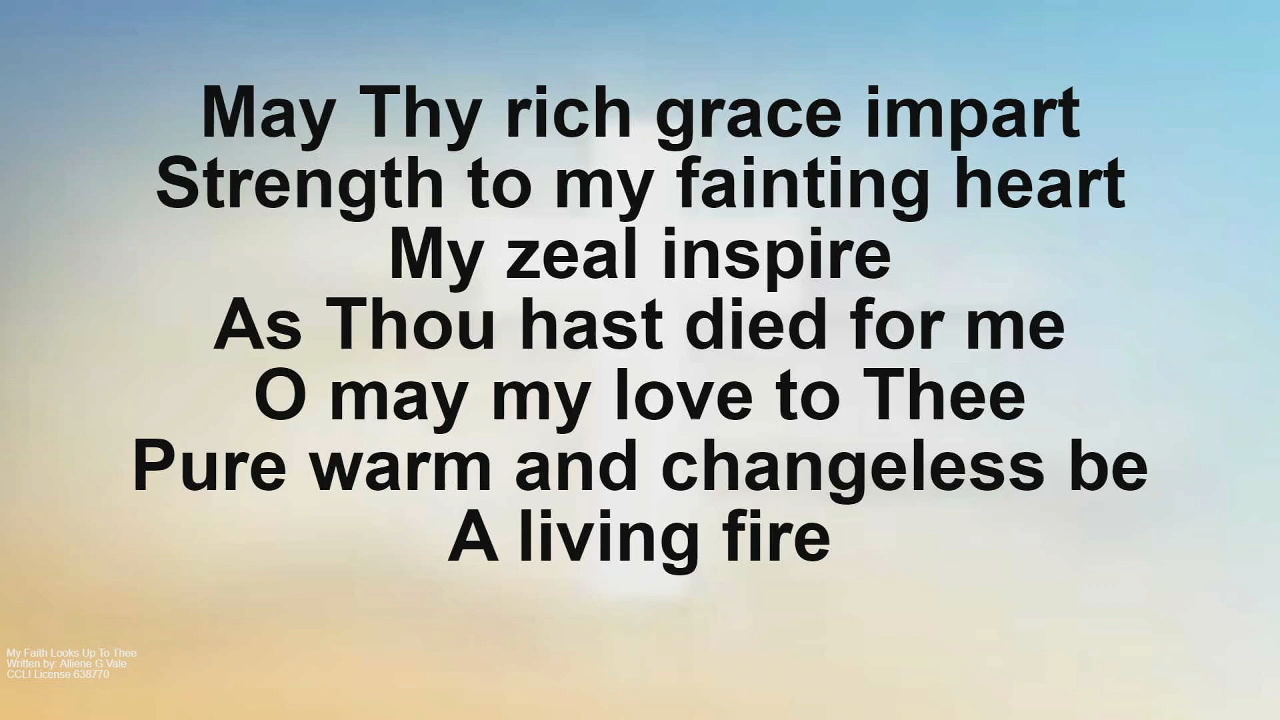 May Thy rich grace impart
Strength to my fainting heart
My zeal inspire
As Thou hast died for me
O may my love to Thee
Pure warm and changeless be
A living fire
My Faith Looks Up To Thee
Written by: Alliene G Vale
CCLI License 638770